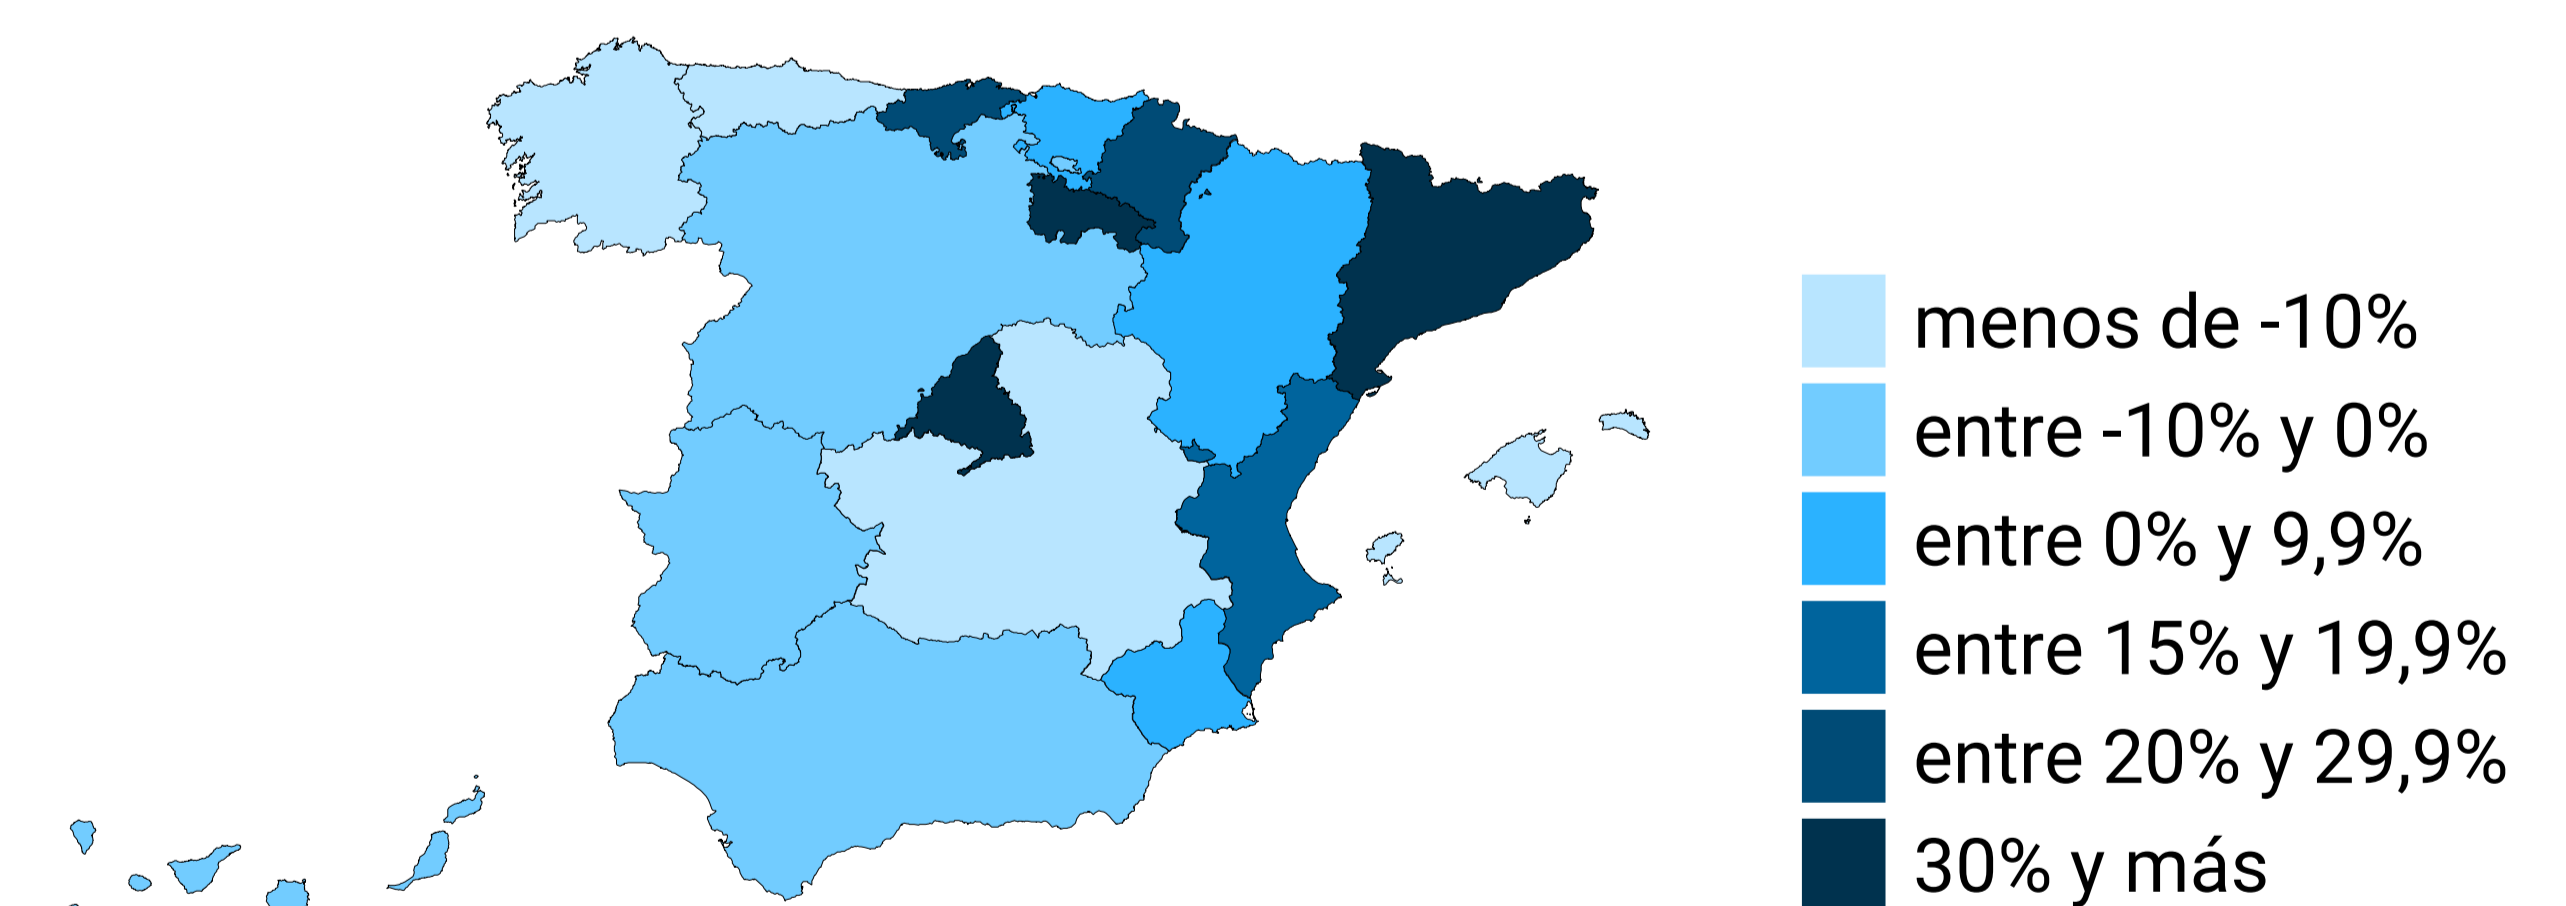 menos de -10%
entre -10% y 0%
entre 0% y 9,9%
entre 15% y 19,9%
entre 20% y 29,9%
30% y más